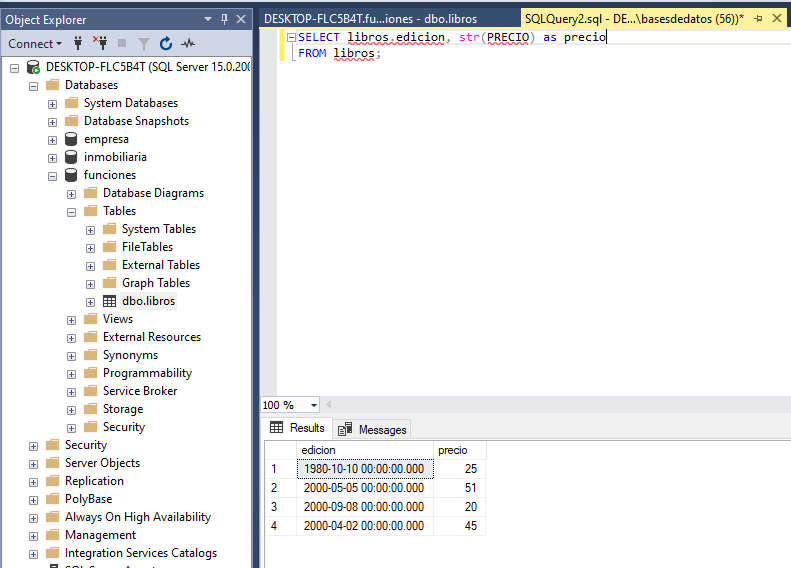 Object Explorer
Connect
DESKTOP-FLC5B4T (SQL Server 15.0.200
Databases
System Databases
Database Snapshots
empresa
inmobiliaria
funciones
Database Diagrams
Tables
System Tables
FileTables
External Tables
Graph Tables
dbo.libros
Views
External Resources
Synonyms
Programmability
Service Broker
Storage
Security
Security
Server Objects
Replication
PolyBase
Always On High Availability
Management
Integration Services Catalogs
DESKTOP-FLC5B4T.fu...iones - dbo.libros
SQLQuery2.sql - DE...\basesdedatos (56))*
SELECT libros.edicion, str(PRECIO) as precio
FROM libros;
100 %
Results
Messages
edicion precio
1 1980-10-10 00:00:00.000 25
2 2000-05-05 00:00:00.000 51
3 2000-09-08 00:00:00.000 20
4 2000-04-02 00:00:00.000 45